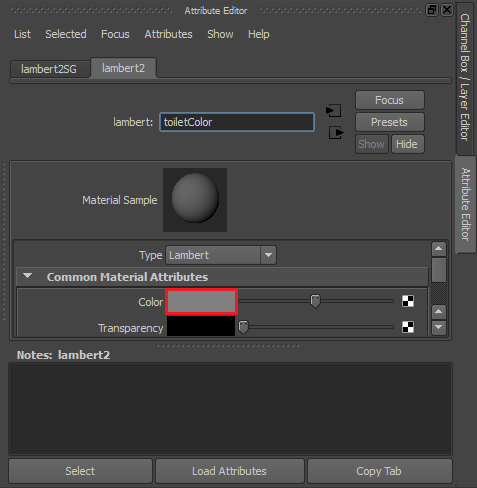 Attribute Editor
List Selected Focus Attributes Show Help
lambert2SG lambert2
Focus
lambert: toiletColor
Presets
Show Hide
Material Sample
Type Lambert
Common Material Attributes
Color
Transparency
Notes: lambert2
Select Load Attributes Copy Tab
Channel Box / Layer Editor
Attribute Editor